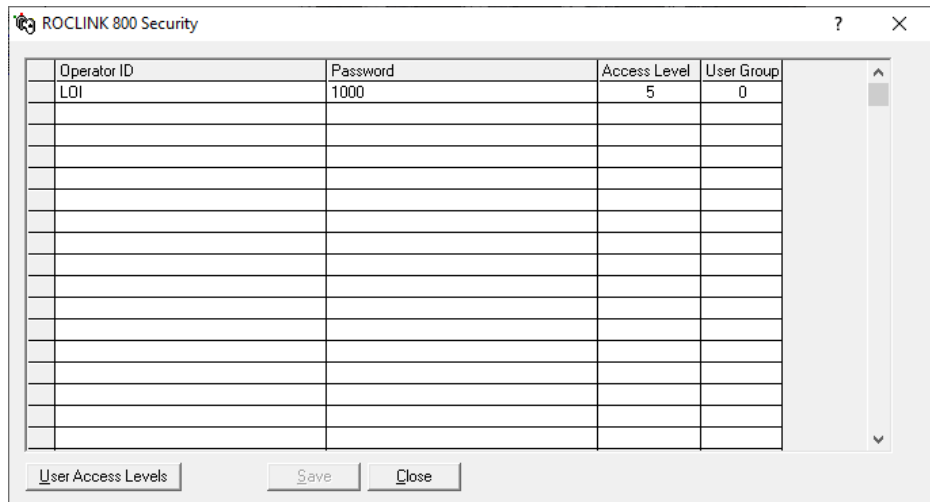 ROCLINK 800 Security
Operator ID Password Access Level User Group
LOI 1000 5 0
User Access Levels Save Close